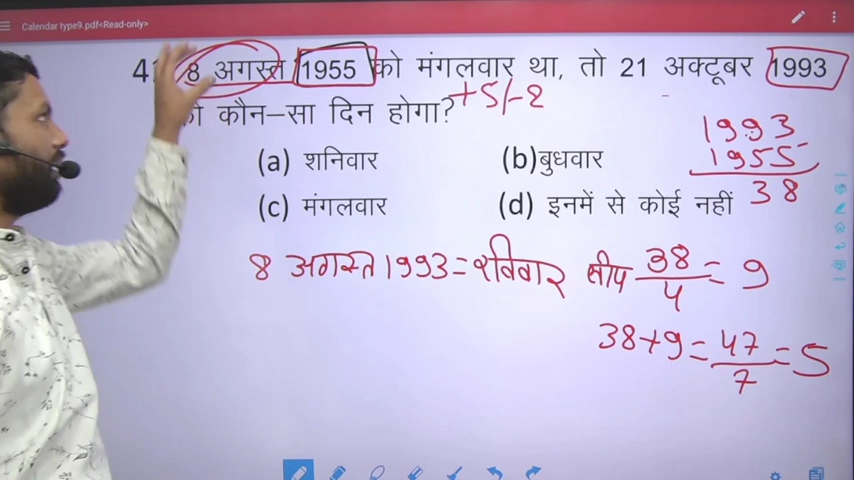 Calendar type9.pdf<Read-only>
8 अगस्त 1955 को मंगलवार था, तो 21 अक्टूबर 1993
कौन–सा दिन होगा? +5/-2
(a) शनिवार (b)बुधवार
(c) मंगलवार (d) इनमें से कोई नहीं
1993
1955
38
8 अगस्त 1993 = रविवार लीप 38/4 = 9
38+9 = 47/7 = 5